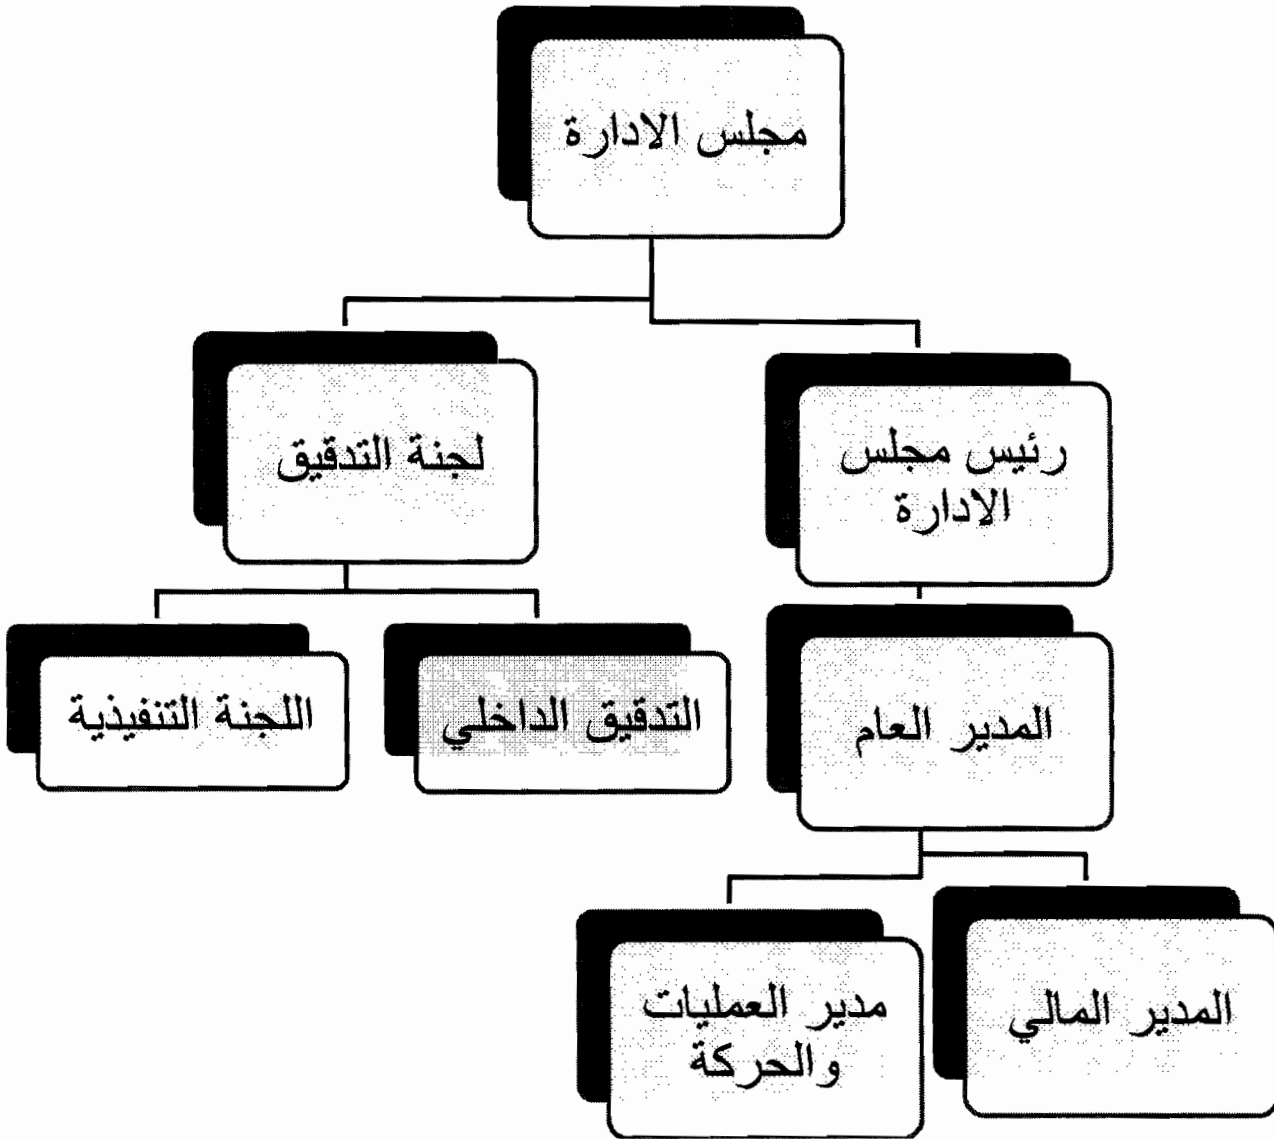 مجلس الادارة
رئيس مجلس
الادارة
لجنة التدقيق
المدير العام
التدقيق الداخلي
اللجنة التنفيذية
المدير المالي
مدير العمليات
والحركة